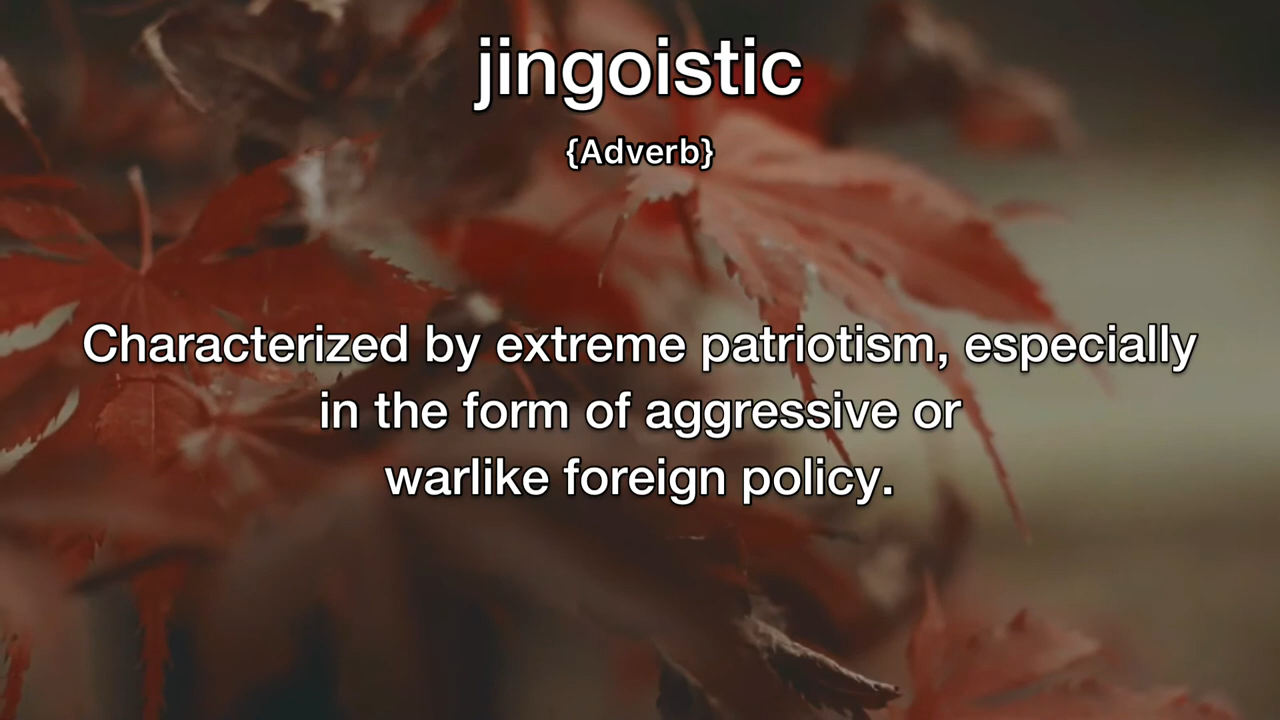 jingoistic
{Adverb}
Characterized by extreme patriotism, especially
in the form of aggressive or
warlike foreign policy.